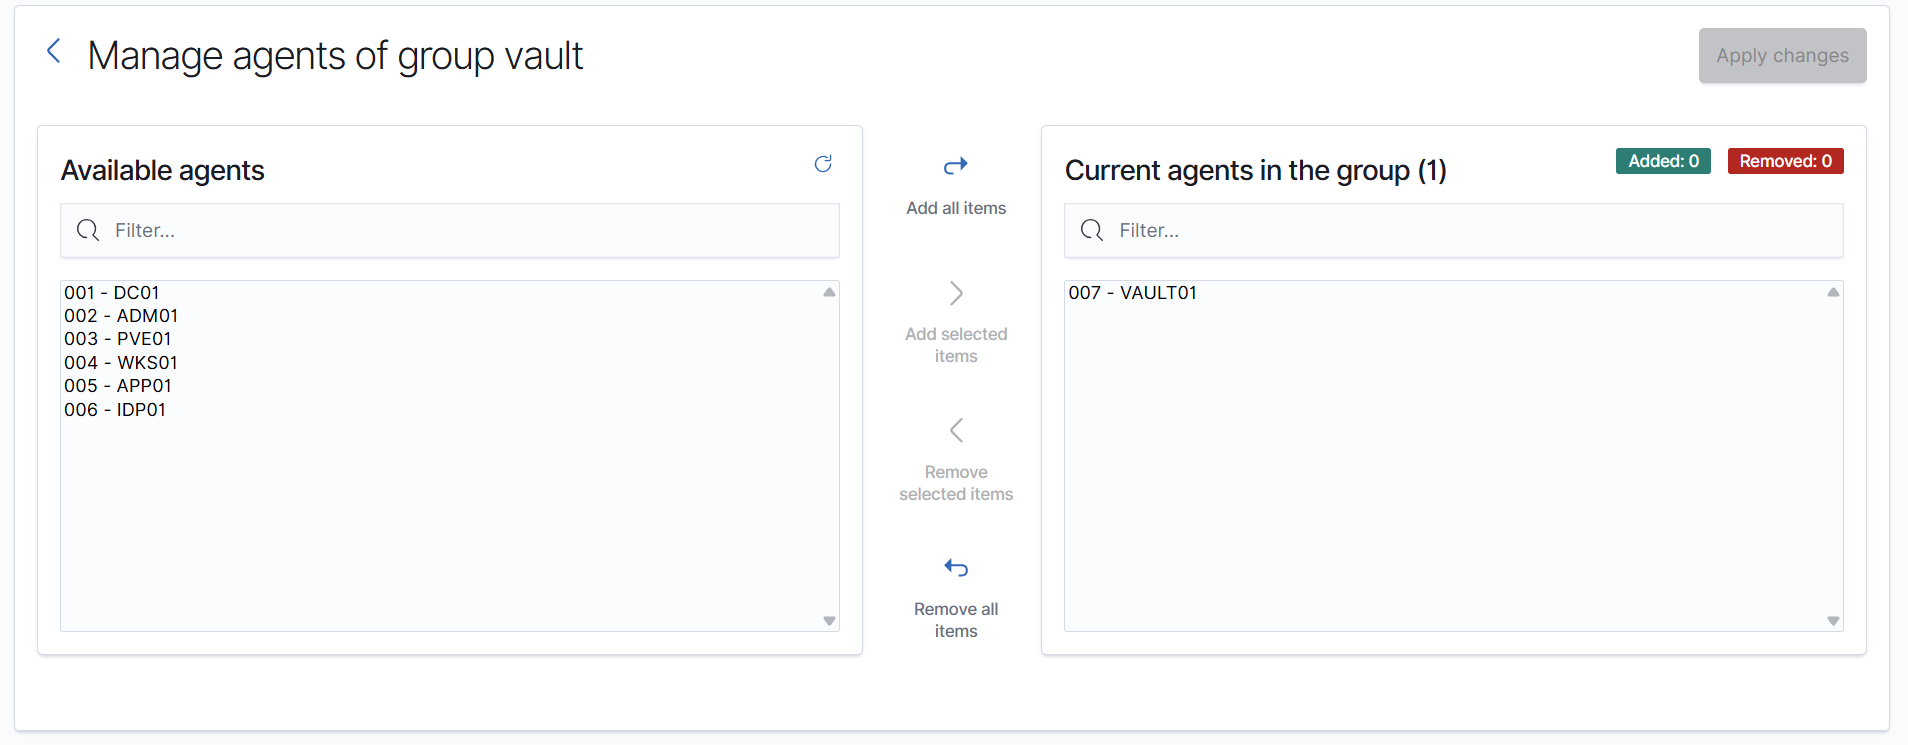 Manage agents of group vault
Apply changes
Available agents
Filter...
001 - DC01
002 - ADM01
003 - PVE01
004 - WKS01
005 - APP01
006 - IDP01
Add all items
Add selected
items
Remove
selected items
Remove all
items
Current agents in the group (1)
Added: 0
Removed: 0
Filter...
007 - VAULT01